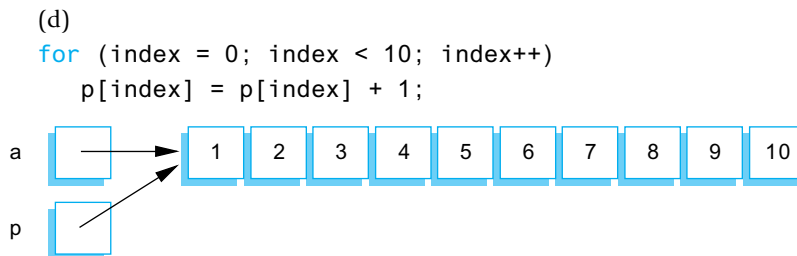 (d)
for (index = 0; index < 10; index++)
p[index] = p[index] + 1;
a 1 2 3 4 5 6 7 8 9 10
p